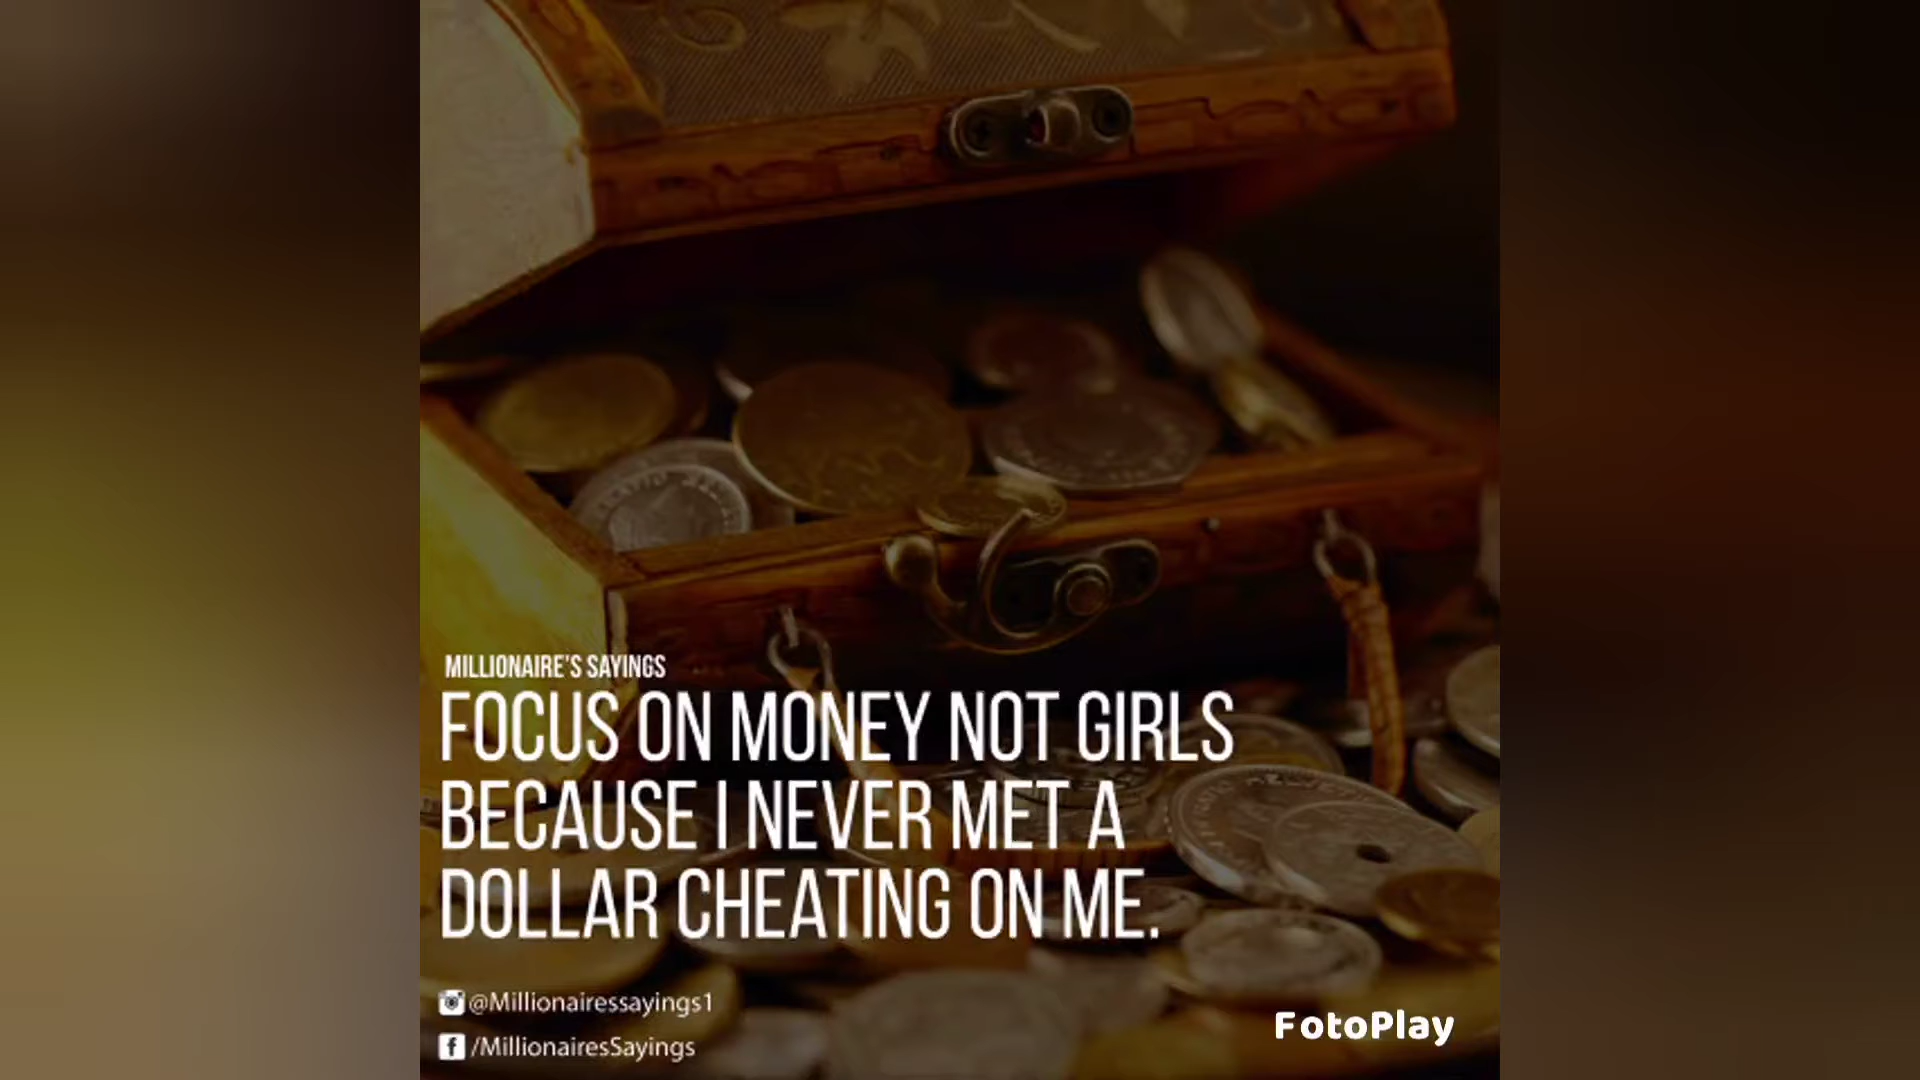 MILLIONAIRE'S SAYINGS
FOCUS ON MONEY NOT GIRLS
BECAUSE I NEVER MET A
DOLLAR CHEATING ON ME.
@Millionairessayings1
/MillionairesSayings
FotoPlay